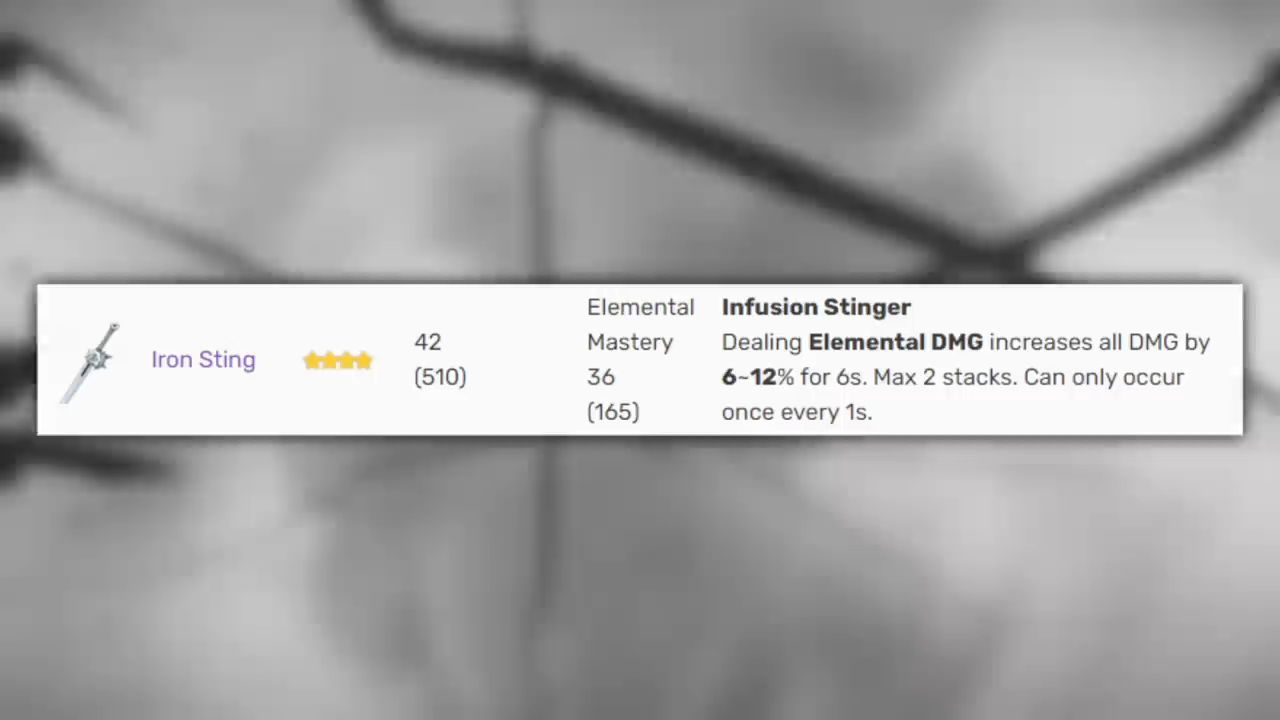 Iron Sting
42
(510)
Elemental
Mastery
36
(165)
Infusion Stinger
Dealing Elemental DMG increases all DMG by
6~12% for 6s. Max 2 stacks. Can only occur
once every 1s.